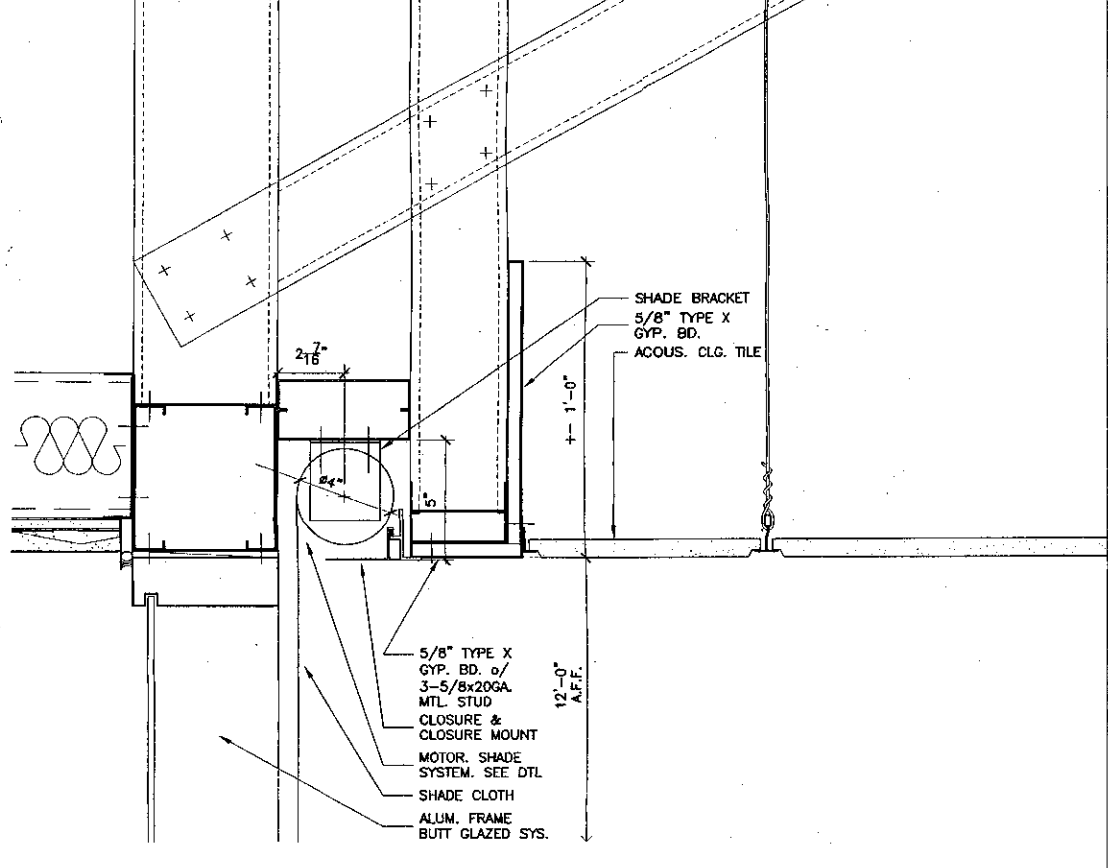 SHADE BRACKET
5/8" TYPE X
GYP. BD.
ACOUS. CLG. TILE
2 7/16"
+- 1'-0"
Ø4"
5"
12'-0"
A.F.F.
5/8" TYPE X
GYP. BD. o/
3-5/8x20GA.
MTL. STUD
CLOSURE &
CLOSURE MOUNT
MOTOR. SHADE
SYSTEM. SEE DTL
SHADE CLOTH
ALUM. FRAME
BUTT GLAZED SYS.